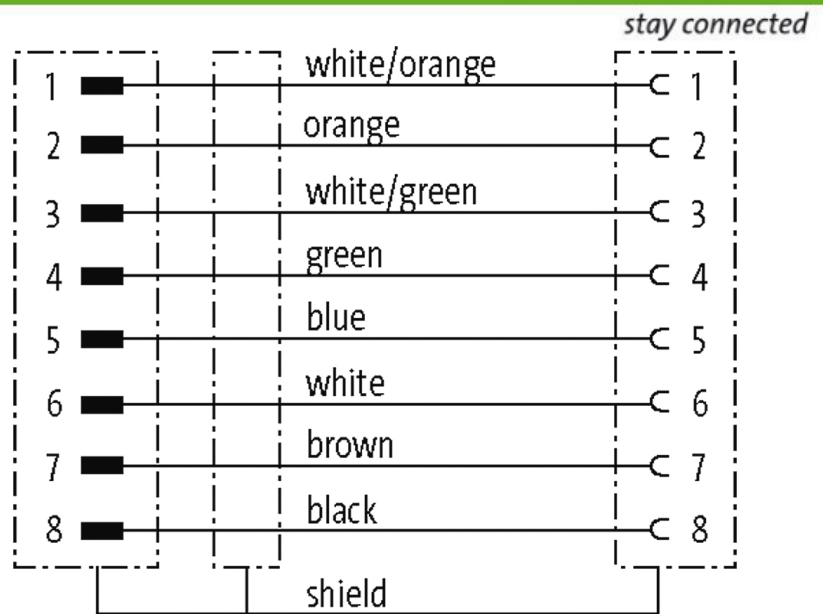 stay connected
1 white/orange 1
2 orange 2
3 white/green 3
4 green 4
5 blue 5
6 white 6
7 brown 7
8 black 8
shield